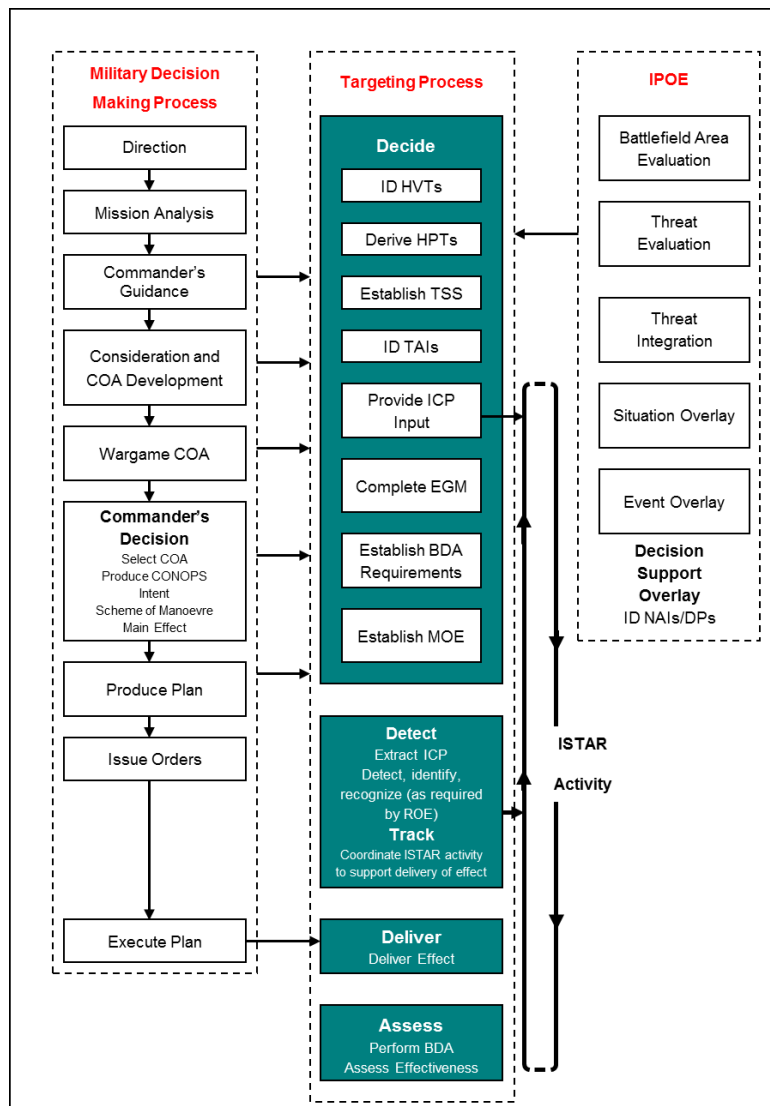 Military Decision
Making Process
Direction
Mission Analysis
Commander's
Guidance
Consideration and
COA Development
Wargame COA
Commander's
Decision
Select COA
Produce CONOPS
Intent
Scheme of Manoevre
Main Effect
Produce Plan
Issue Orders
Execute Plan
Targeting Process
Decide
ID HVTs
Derive HPTs
Establish TSS
ID TAIs
Provide ICP
Input
Complete EGM
Establish BDA
Requirements
Establish MOE
Detect
Extract ICP
Detect, identify,
recognize (as required
by ROE)
Track
Coordinate ISTAR activity
to support delivery of effect
Deliver
Deliver Effect
Assess
Perform BDA
Assess Effectiveness
IPOE
Battlefield Area
Evaluation
Threat
Evaluation
Threat
Integration
Situation Overlay
Event Overlay
Decision
Support
Overlay
ID NAIs/DPs
ISTAR
Activity